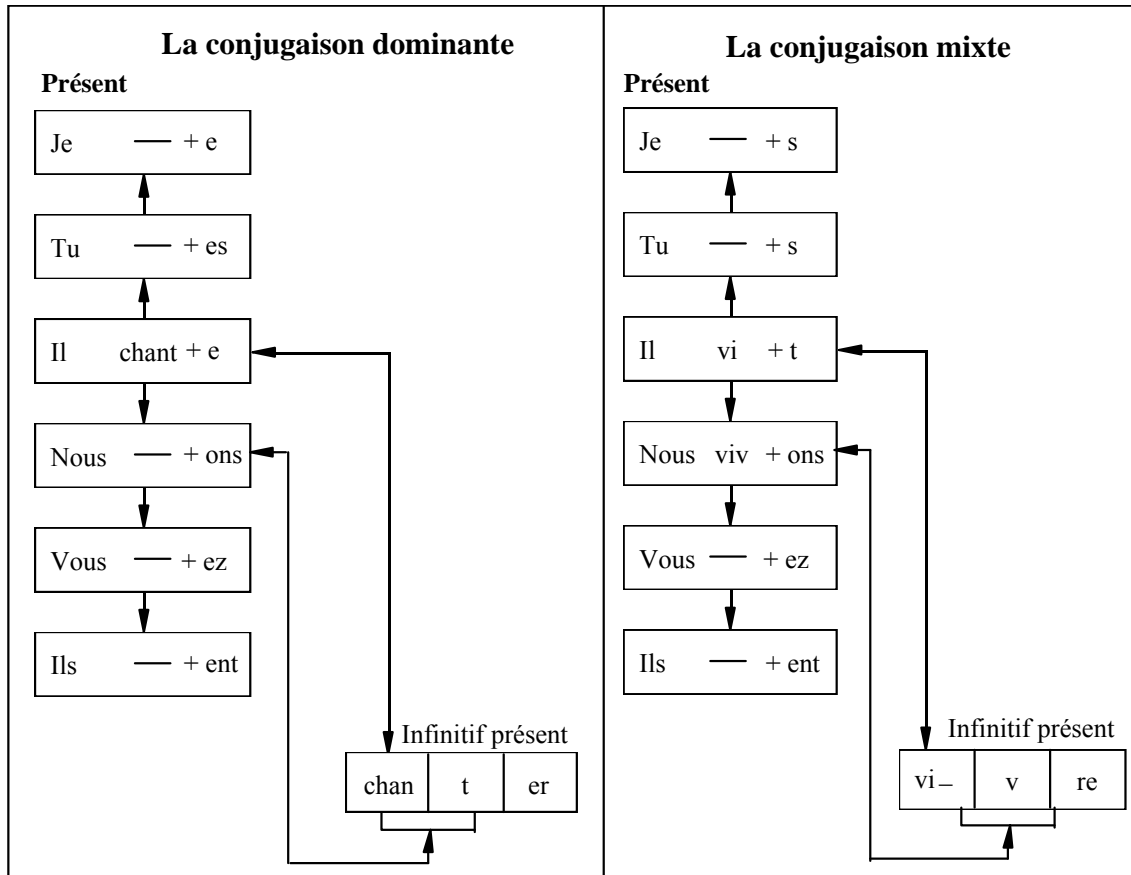 La conjugaison dominante
Présent
Je — + e
Tu — + es
Il chant + e
Nous — + ons
Vous — + ez
Ils — + ent
Infinitif présent
chan t er
La conjugaison mixte
Présent
Je — + s
Tu — + s
Il vi + t
Nous viv + ons
Vous — + ez
Ils — + ent
Infinitif présent
vi– v re